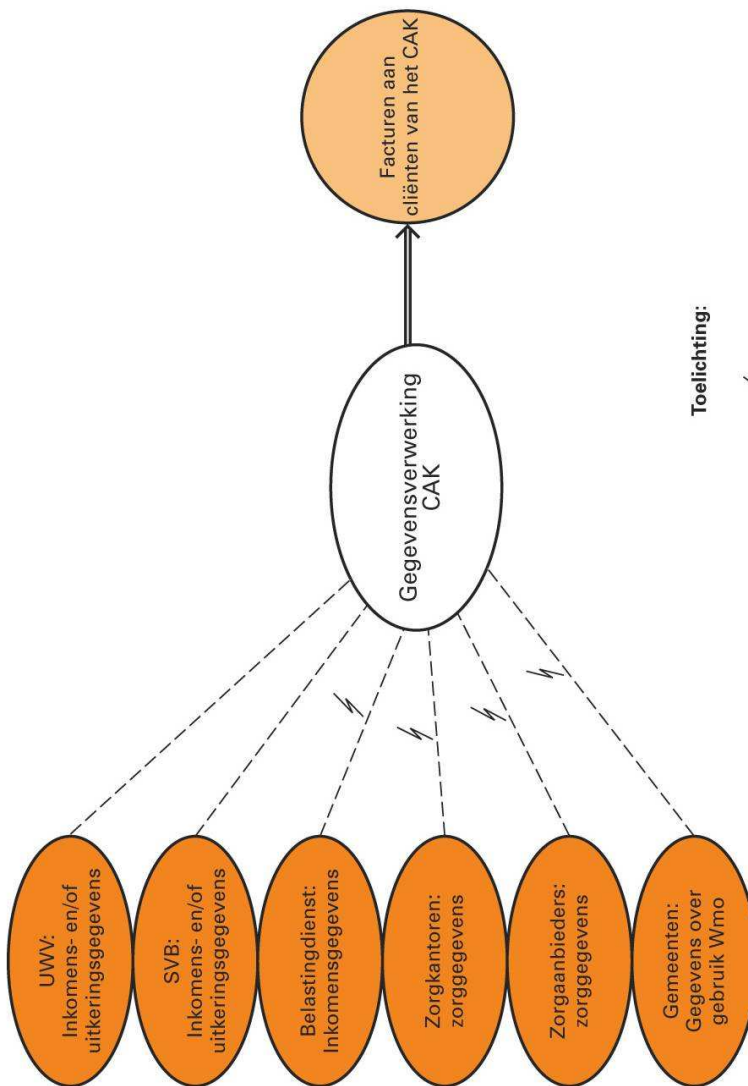 UWV:
Inkomens- en/of
uitkeringsgegevens
SVB:
Inkomens- en/of
uitkeringsgegevens
Belastingdienst:
Inkomensgegevens
Zorgkantoren:
zorggegevens
Zorgaanbieders:
zorggegevens
Gemeenten:
Gegevens over
gebruik Wmo
Gegevensverwerking
CAK
Facturen aan
cliënten van het CAK
Toelichting: